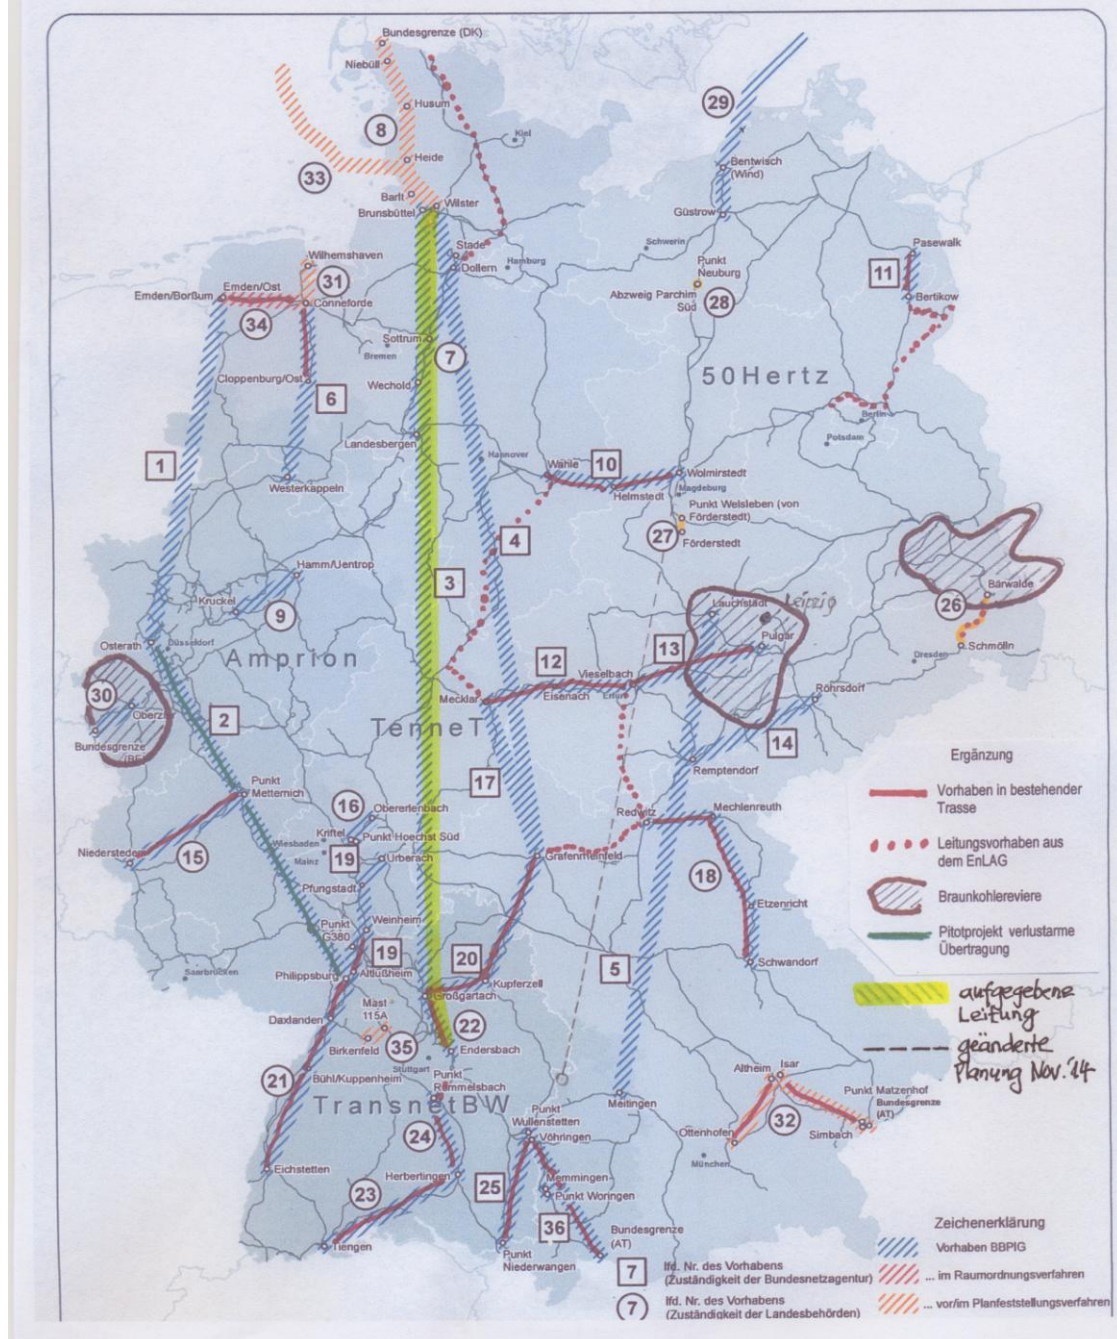 Bundesgrenze (DK)
Niebüll
Husum
8
Kiel
29
Heide
33
Bentwisch
(Wind)
Barlt
Wilster
Brunsbüttel
Güstrow
Stade
Schwerin
Pasewalk
Wilhemshaven
Hamburg
Dollern
Punkt
Neuburg
11
Emden/Ost
31
Emden/Borßum
Conneforde
Abzweig Parchim
Süd
28
Bertikow
34
Sottrum
7
Bremen
50Hertz
Cloppenburg/Ost
Wechold
6
Berlin
Landesbergen
Potsdam
1
Hannover
Wahle
10
Wolmirstedt
Westerkappeln
Helmstedt
Magdeburg
Punkt Welsleben (von
Förderstedt)
4
27
Förderstedt
Hamm/Uentrop
3
Bärwalde
Kruckel
9
26
Lauchstädt
Leipzig
Osterath
Düsseldorf
Pulgar
Schmölln
Amprion
12
13
Dresden
Vieselbach
30
Eisenach
Erfurt
Röhrsdorf
Oberzier
Mecklar
2
TenneT
Bundesgrenze
(BE)
14
Ergänzung
Remptendorf
17
Punkt
Metternich
Vorhaben in bestehender
Trasse
16
Obererlenbach
Redwitz
Mechlenreuth
Kriftel
Punkt Hoechst Süd
Wiesbaden
Leitungsvorhaben aus
dem EnLAG
Niederstedem
15
Mainz
19
Urberach
Grafenrheinfeld
18
Pfungstadt
Braunkohlereviere
Etzenricht
Punkt
G380
Weinheim
Pitotprojekt verlustarme
Übertragung
19
20
5
Schwandorf
Saarbrücken
Philippsburg
Altlußheim
Kupferzell
Großgartach
aufgegebene
Leitung
Mast
115A
Daxlanden
22
35
Birkenfeld
Endersbach
geänderte
Planung Nov. '14
Stuttgart
Altheim
Isar
21
Bühl/Kuppenheim
Punkt
Rommelsbach
Punkt Matzenhof
Bundesgrenze
(AT)
Meitingen
TransnetBW
Punkt
Wullenstetten
32
Simbach
Ottenhofen
24
Vöhringen
München
Eichstetten
Herbertingen
Memmingen
23
25
Punkt Woringen
36
Zeichenerklärung
Bundesgrenze
(AT)
Tiengen
Vorhaben BBPlG
Punkt
Niederwangen
7
lfd. Nr. des Vorhabens
(Zuständigkeit der Bundesnetzagentur)
... im Raumordnungsverfahren
7
lfd. Nr. des Vorhabens
(Zuständigkeit der Landesbehörden)
... vor/im Planfeststellungsverfahren